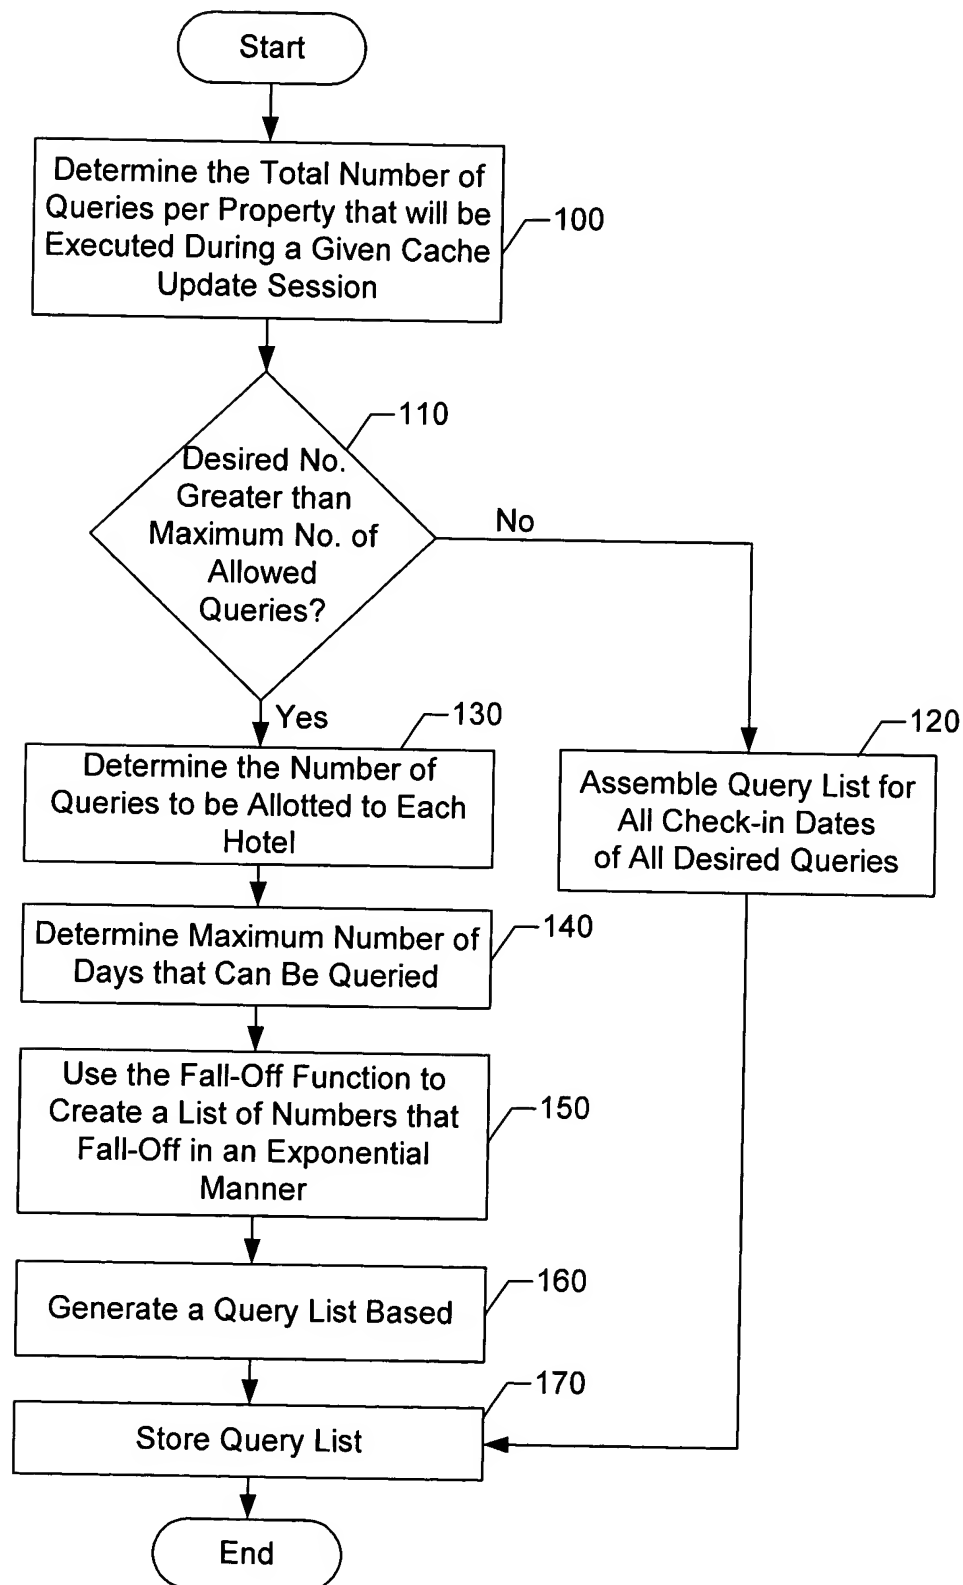 Start
Determine the Total Number of
Queries per Property that will be
Executed During a Given Cache
Update Session
100
110
Desired No.
Greater than
Maximum No. of
Allowed
Queries?
No
Yes
130
Determine the Number of
Queries to be Allotted to Each
Hotel
120
Assemble Query List for
All Check-in Dates
of All Desired Queries
Determine Maximum Number of
Days that Can Be Queried
140
Use the Fall-Off Function to
Create a List of Numbers that
Fall-Off in an Exponential
Manner
150
Generate a Query List Based
160
170
Store Query List
End